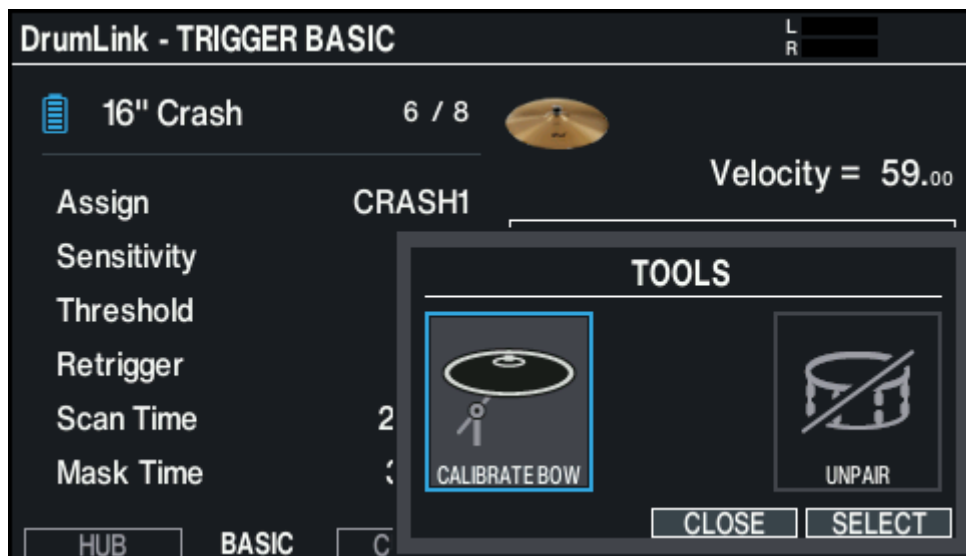 DrumLink - TRIGGER BASIC
L
R
16" Crash 6 / 8
Velocity = 59.00
Assign CRASH1
Sensitivity
Threshold
Retrigger
Scan Time 2
Mask Time
TOOLS
CALIBRATE BOW UNPAIR
CLOSE SELECT
HUB BASIC C